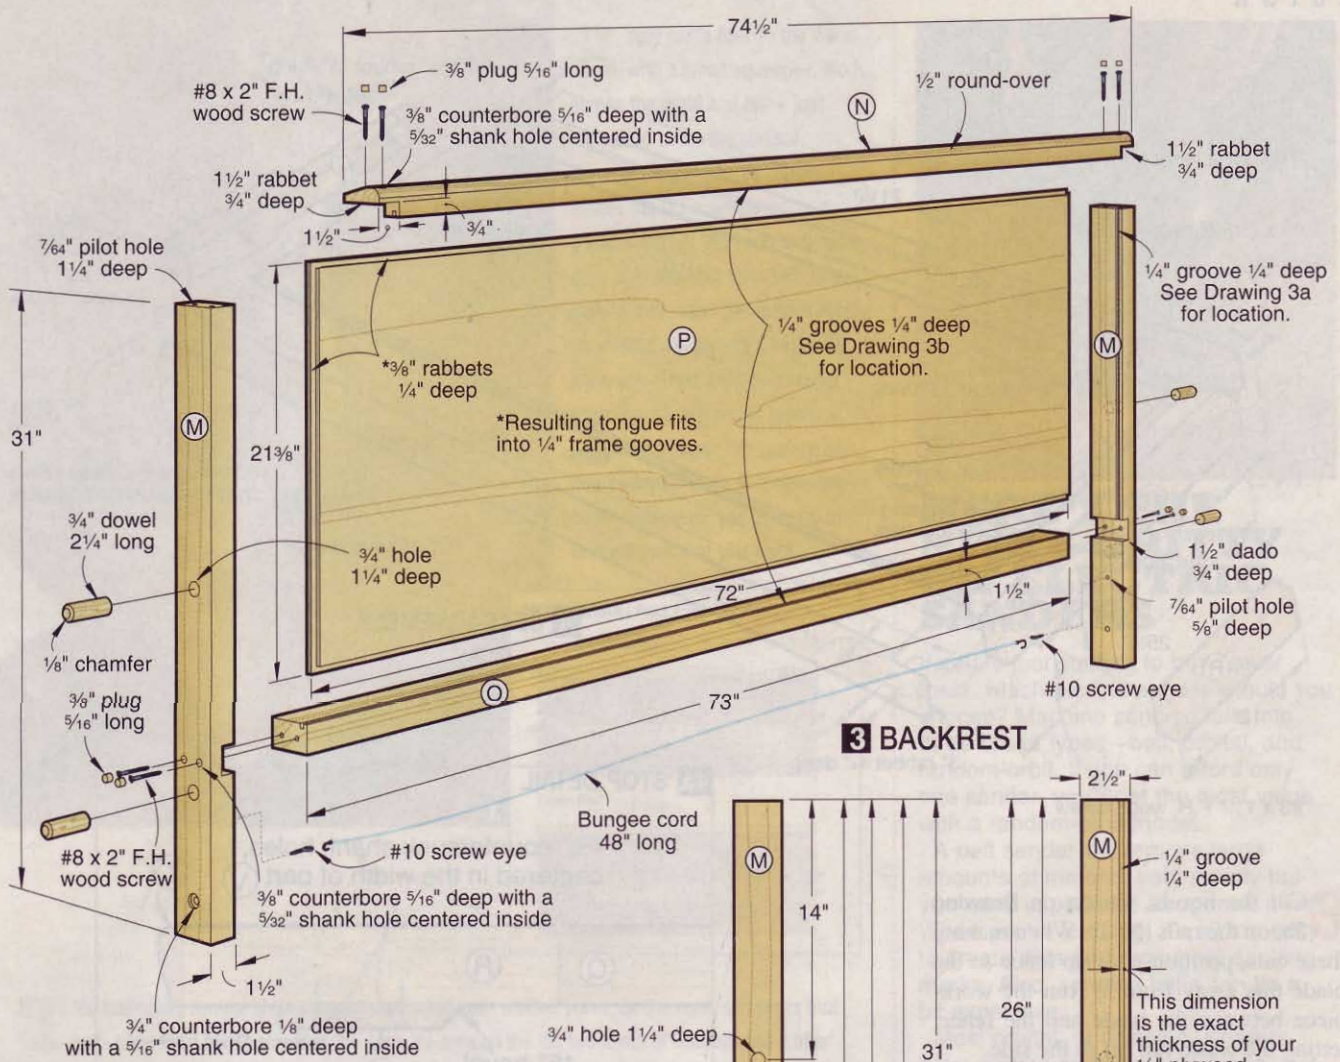 74½"
⅜" plug 5/16" long
#8 x 2" F.H.
wood screw
⅜" counterbore 5/16" deep with a
5/32" shank hole centered inside
N
½" round-over
1½" rabbet
¾" deep
1½" rabbet
¾" deep
1½"
¾"
7/64" pilot hole
1¼" deep
¼" groove ¼" deep
See Drawing 3a
for location.
P
¼" grooves ¼" deep
See Drawing 3b
for location.
M
*⅜" rabbets
¼" deep
*Resulting tongue fits
into ¼" frame gooves.
M
31"
21⅜"
¾" dowel
2¼" long
¾" hole
1¼" deep
1½" dado
¾" deep
72"
1½"
7/64" pilot hole
⅝" deep
⅛" chamfer
#10 screw eye
⅜" plug
5/16" long
O
73"
3 BACKREST
2½"
Bungee cord
48" long
#8 x 2" F.H.
wood screw
#10 screw eye
M
M
¼" groove
¼" deep
⅜" counterbore 5/16" deep with a
5/32" shank hole centered inside
14"
1½"
26"
31"
This dimension
is the exact
thickness of your
¾" counterbore ⅛" deep
with a 5/16" shank hole centered inside
¾" hole 1¼" deep